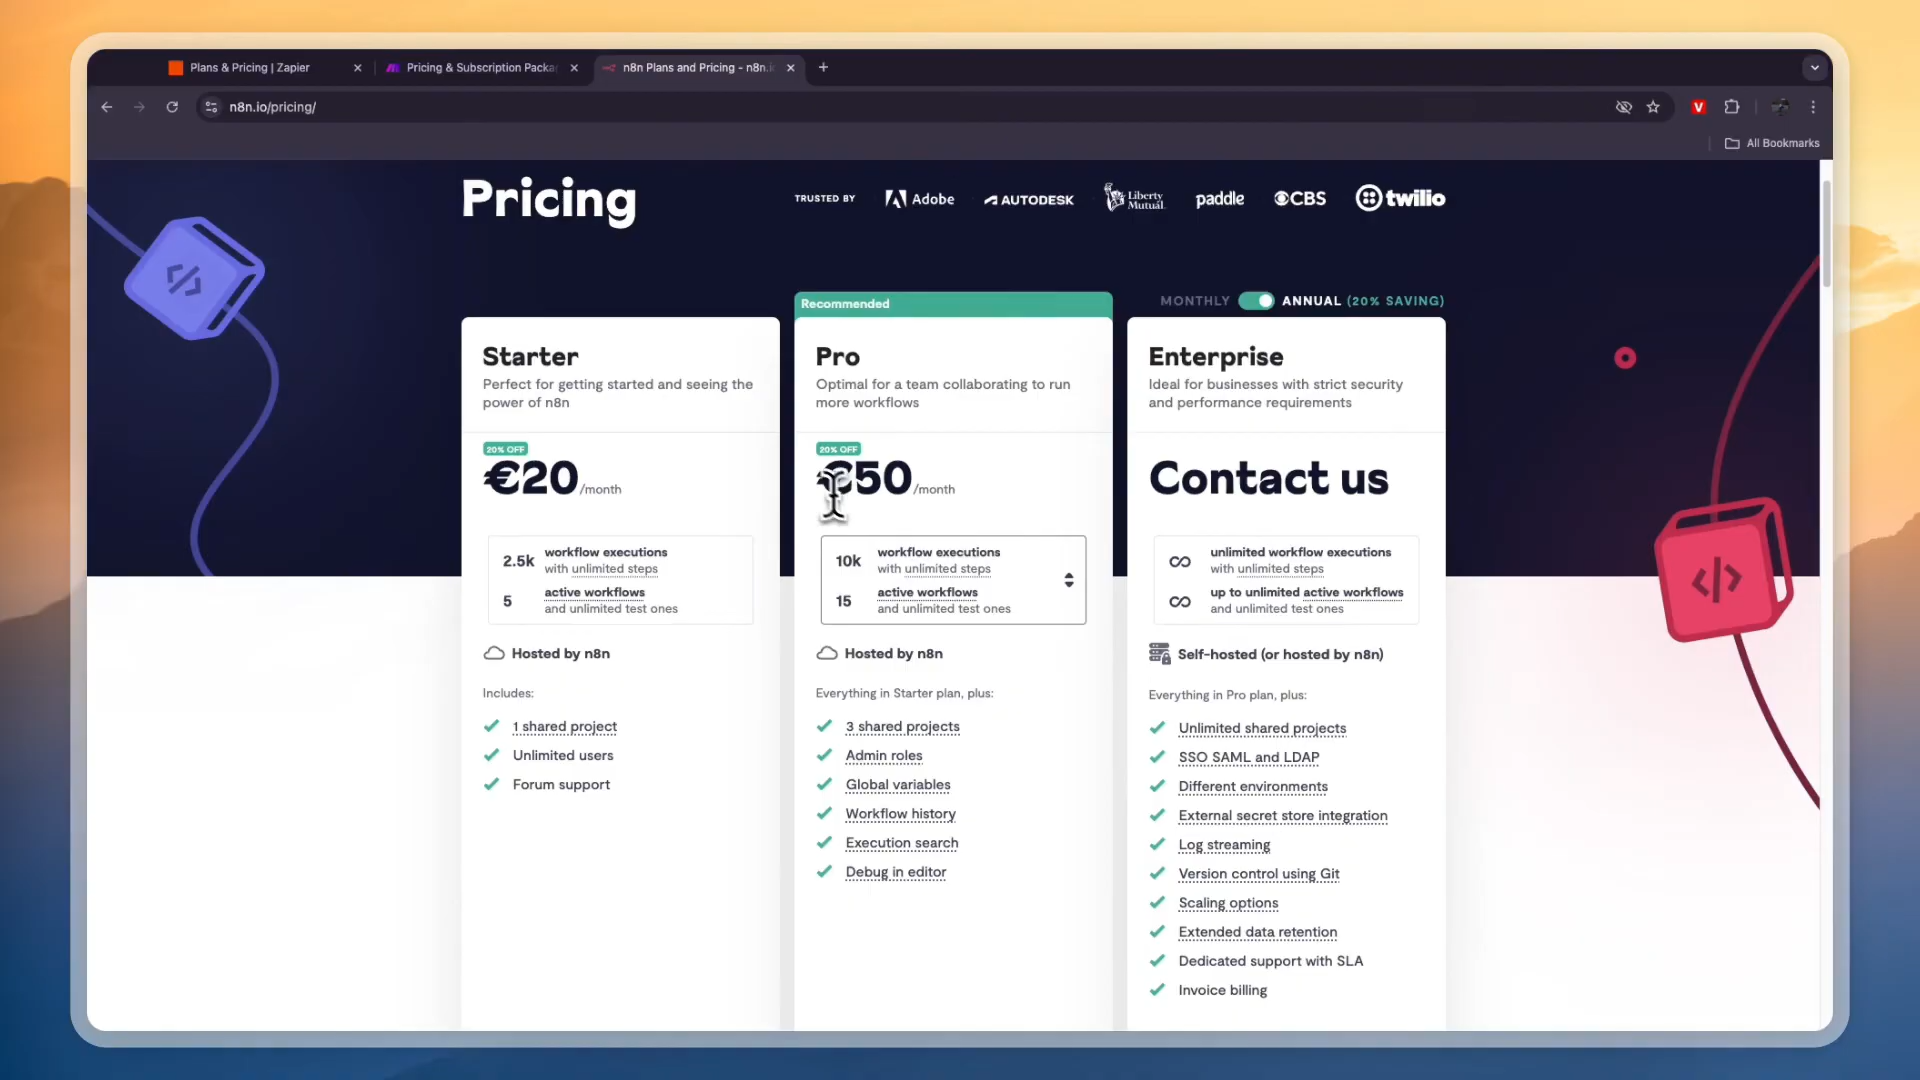 Plans & Pricing | Zapier
Pricing & Subscription Packa
n8n Plans and Pricing - n8n.i
n8n.io/pricing/
All Bookmarks
Pricing
TRUSTED BY
Adobe
AUTODESK
Liberty
Mutual
paddle
CBS
twilio
MONTHLY
ANNUAL (20% SAVING)
Recommended
Starter
Perfect for getting started and seeing the
power of n8n
20% OFF
€20 /month
2.5k workflow executions
with unlimited steps
5 active workflows
and unlimited test ones
Hosted by n8n
Includes:
1 shared project
Unlimited users
Forum support
Pro
Optimal for a team collaborating to run
more workflows
20% OFF
€50 /month
10k workflow executions
with unlimited steps
15 active workflows
and unlimited test ones
Hosted by n8n
Everything in Starter plan, plus:
3 shared projects
Admin roles
Global variables
Workflow history
Execution search
Debug in editor
Enterprise
Ideal for businesses with strict security
and performance requirements
Contact us
∞ unlimited workflow executions
with unlimited steps
∞ up to unlimited active workflows
and unlimited test ones
Self-hosted (or hosted by n8n)
Everything in Pro plan, plus:
Unlimited shared projects
SSO SAML and LDAP
Different environments
External secret store integration
Log streaming
Version control using Git
Scaling options
Extended data retention
Dedicated support with SLA
Invoice billing